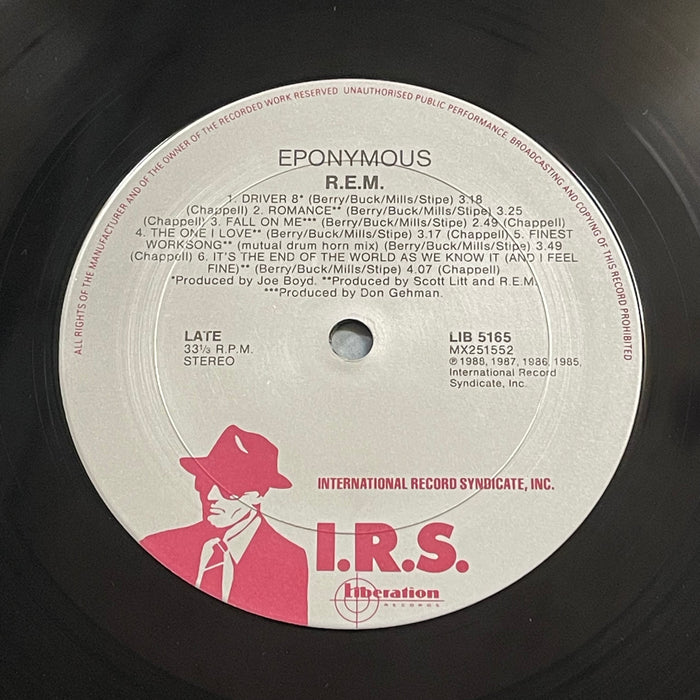 ALL RIGHTS OF THE MANUFACTURER AND OF THE OWNER OF THE RECORDED WORK RESERVED UNAUTHORISED PUBLIC PERFORMANCE, BROADCASTING AND COPYING OF THIS RECORD PROHIBITED
EPONYMOUS
R.E.M.
1. DRIVER 8* (Berry/Buck/Mills/Stipe) 3.18
(Chappell) 2. ROMANCE** (Berry/Buck/Mills/Stipe) 3.25
(Chappell) 3. FALL ON ME*** (Berry/Buck/Mills/Stipe) 2.49 (Chappell)
4. THE ONE I LOVE** (Berry/Buck/Mills/Stipe) 3.17 (Chappell) 5. FINEST
WORKSONG** (mutual drum horn mix) (Berry/Buck/Mills/Stipe) 3.49
(Chappell) 6. IT'S THE END OF THE WORLD AS WE KNOW IT (AND I FEEL
FINE)** (Berry/Buck/Mills/Stipe) 4.07 (Chappell)
*Produced by Joe Boyd. **Produced by Scott Litt and R.E.M.
***Produced by Don Gehman.
LATE
33⅓ R.P.M.
STEREO
LIB 5165
MX251552
℗ 1988, 1987, 1986, 1985,
International Record
Syndicate, Inc.
INTERNATIONAL RECORD SYNDICATE, INC.
I.R.S.
Liberation
RECORDS